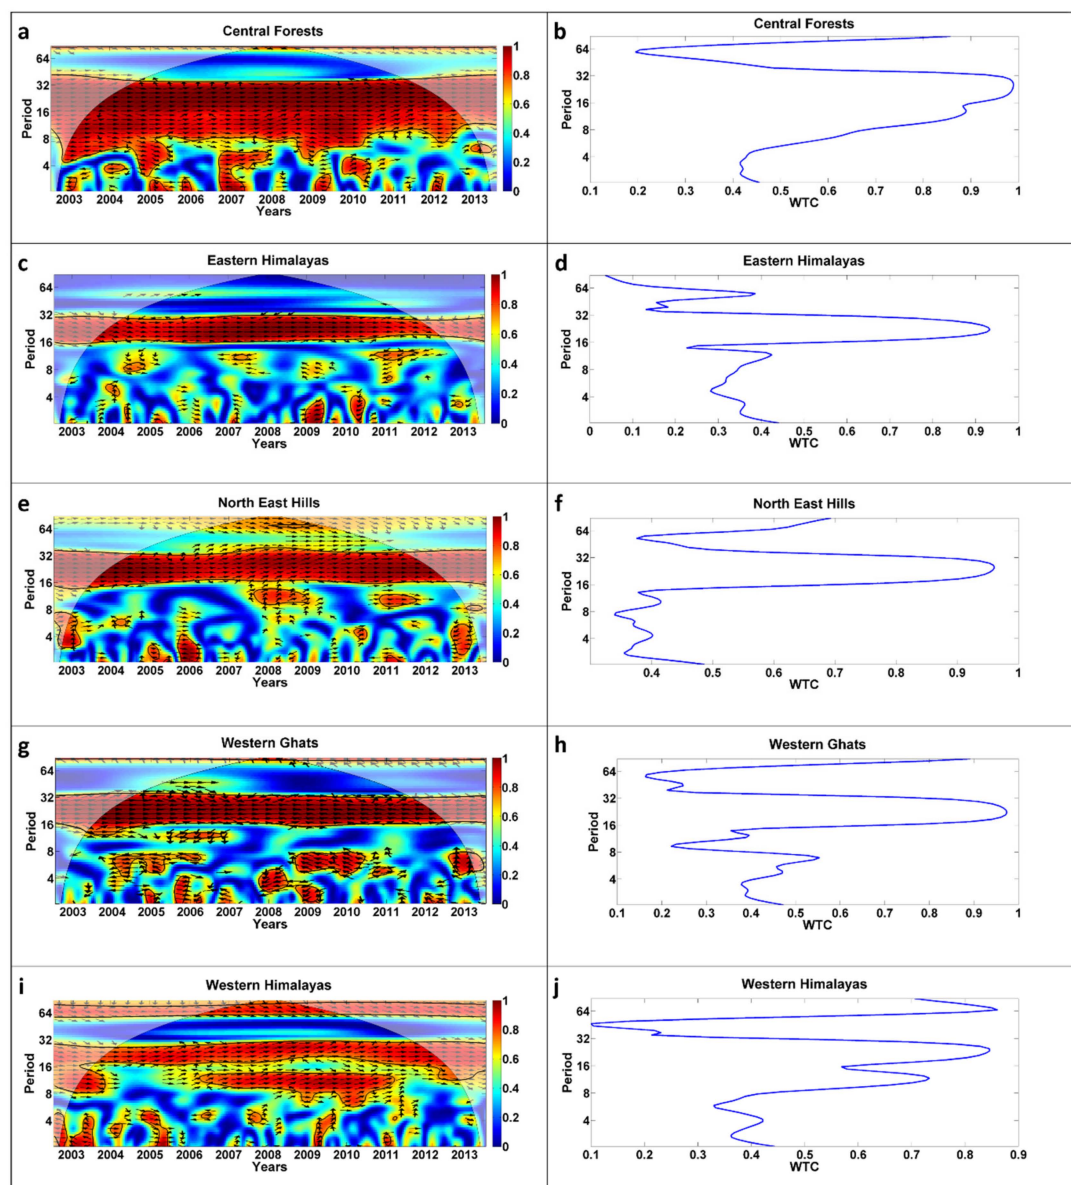 a
Central Forests
64
32
16
8
4
Period
2003 2004 2005 2006 2007 2008 2009 2010 2011 2012 2013
Years
1
0.8
0.6
0.4
0.2
0
b
Central Forests
64
32
16
8
4
Period
0.1 0.2 0.3 0.4 0.5 0.6 0.7 0.8 0.9 1
WTC
c
Eastern Himalayas
64
32
16
8
4
Period
2003 2004 2005 2006 2007 2008 2009 2010 2011 2012 2013
Years
1
0.8
0.6
0.4
0.2
0
d
Eastern Himalayas
64
32
16
8
4
Period
0 0.1 0.2 0.3 0.4 0.5 0.6 0.7 0.8 0.9 1
WTC
e
North East Hills
64
32
16
8
4
Period
2003 2004 2005 2006 2007 2008 2009 2010 2011 2012 2013
Years
1
0.8
0.6
0.4
0.2
0
f
North East Hills
64
32
16
8
4
Period
0.4 0.5 0.6 0.7 0.8 0.9 1
WTC
g
Western Ghats
64
32
16
8
4
Period
2003 2004 2005 2006 2007 2008 2009 2010 2011 2012 2013
Years
1
0.8
0.6
0.4
0.2
0
h
Western Ghats
64
32
16
8
4
Period
0.1 0.2 0.3 0.4 0.5 0.6 0.7 0.8 0.9 1
WTC
i
Western Himalayas
64
32
16
8
4
Period
2003 2004 2005 2006 2007 2008 2009 2010 2011 2012 2013
Years
1
0.8
0.6
0.4
0.2
0
j
Western Himalayas
64
32
16
8
4
Period
0.1 0.2 0.3 0.4 0.5 0.6 0.7 0.8 0.9
WTC